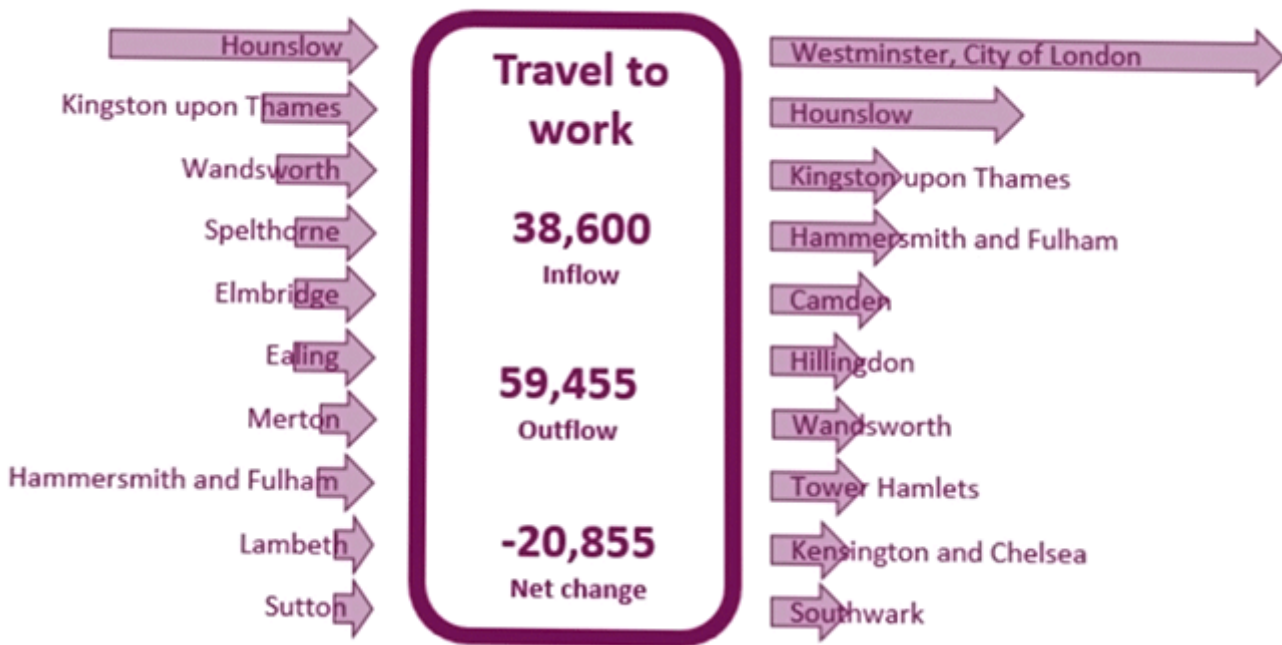 Hounslow
Kingston upon Thames
Wandsworth
Spelthorne
Elmbridge
Ealing
Merton
Hammersmith and Fulham
Lambeth
Sutton
Travel to
work
38,600
Inflow
59,455
Outflow
-20,855
Net change
Westminster, City of London
Hounslow
Kingston upon Thames
Hammersmith and Fulham
Camden
Hillingdon
Wandsworth
Tower Hamlets
Kensington and Chelsea
Southwark